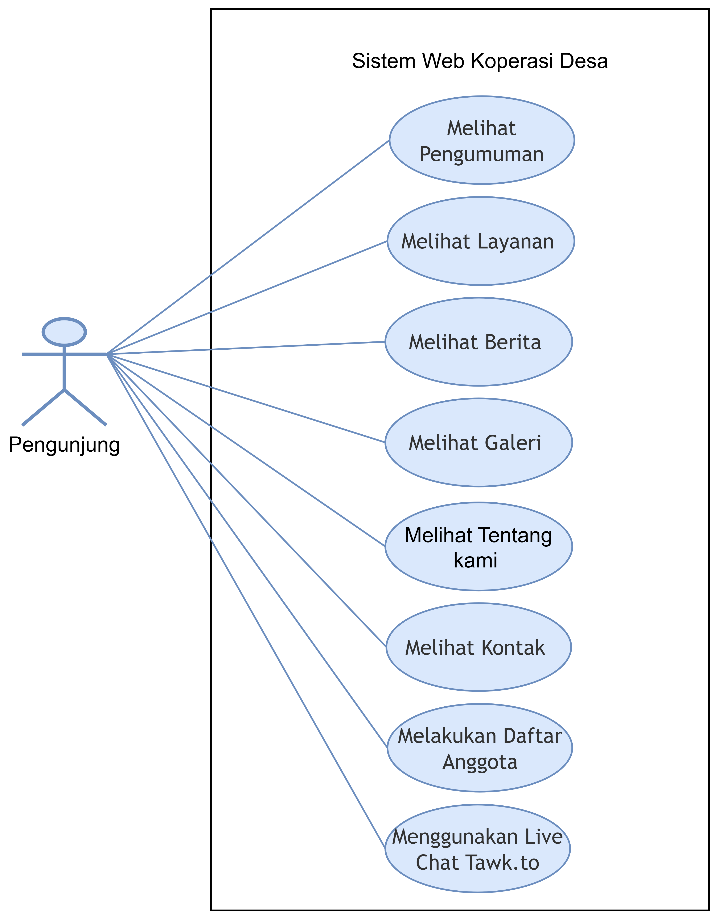 Sistem Web Koperasi Desa
Melihat
Pengumuman
Melihat Layanan
Melihat Berita
Melihat Galeri
Pengunjung
Melihat Tentang
kami
Melihat Kontak
Melakukan Daftar
Anggota
Menggunakan Live
Chat Tawk.to